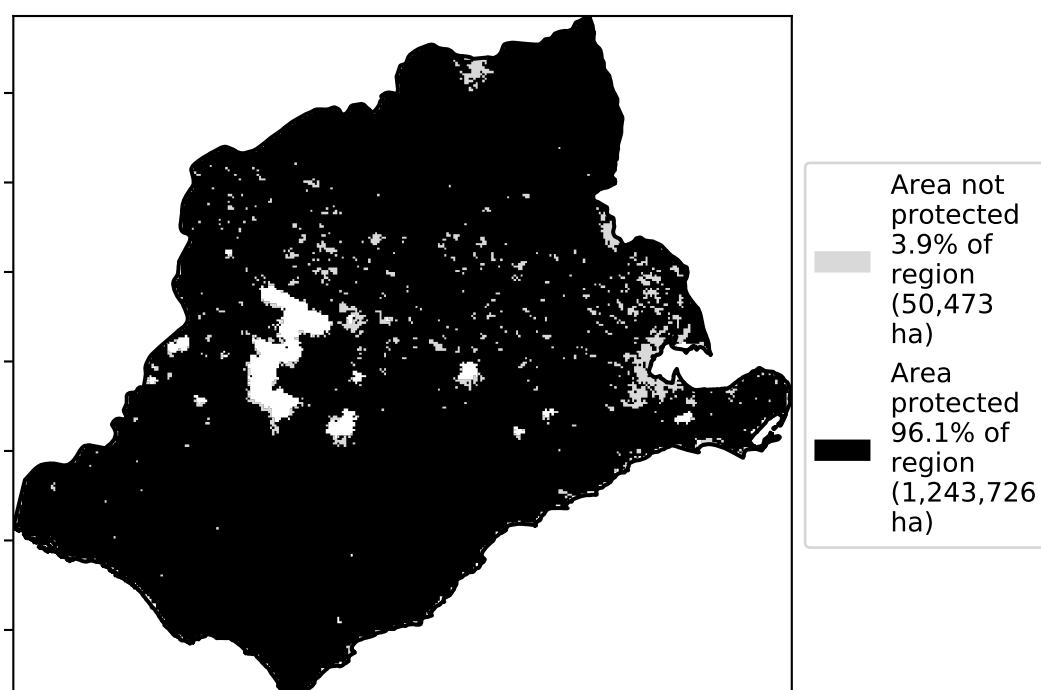 Area not
protected
3.9% of
region
(50,473
ha)
Area
protected
96.1% of
region
(1,243,726
ha)